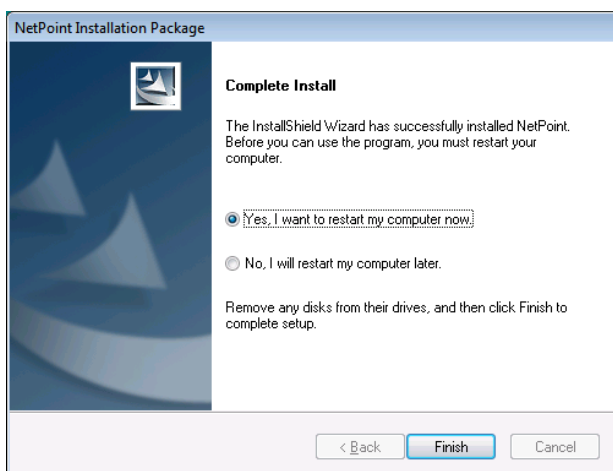 NetPoint Installation Package
Complete Install
The InstallShield Wizard has successfully installed NetPoint.
Before you can use the program, you must restart your
computer.
Yes, I want to restart my computer now.
No, I will restart my computer later.
Remove any disks from their drives, and then click Finish to
complete setup.
< Back Finish Cancel